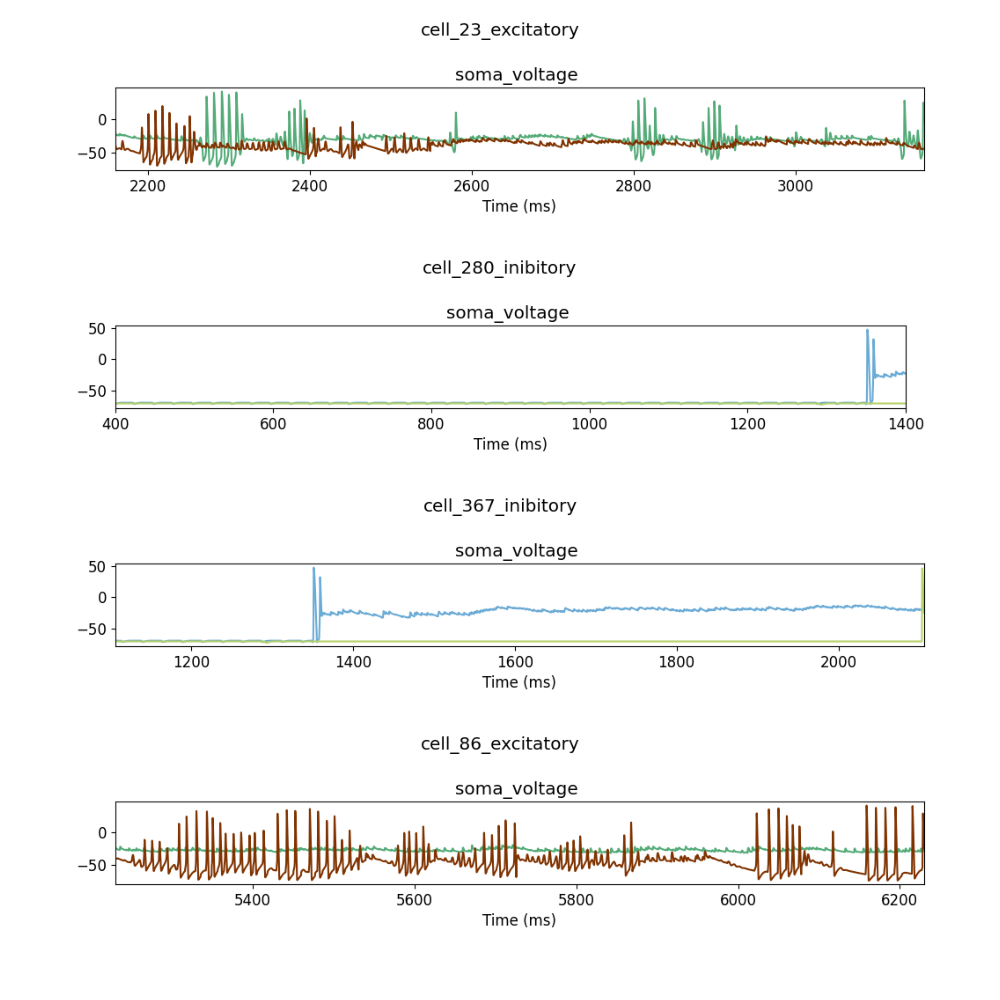 cell_23_excitatory
soma_voltage
0
−50
2200 2400 2600 2800 3000
Time (ms)
cell_280_inibitory
soma_voltage
50
0
−50
400 600 800 1000 1200 1400
Time (ms)
cell_367_inibitory
soma_voltage
50
0
−50
1200 1400 1600 1800 2000
Time (ms)
cell_86_excitatory
soma_voltage
0
−50
5400 5600 5800 6000 6200
Time (ms)